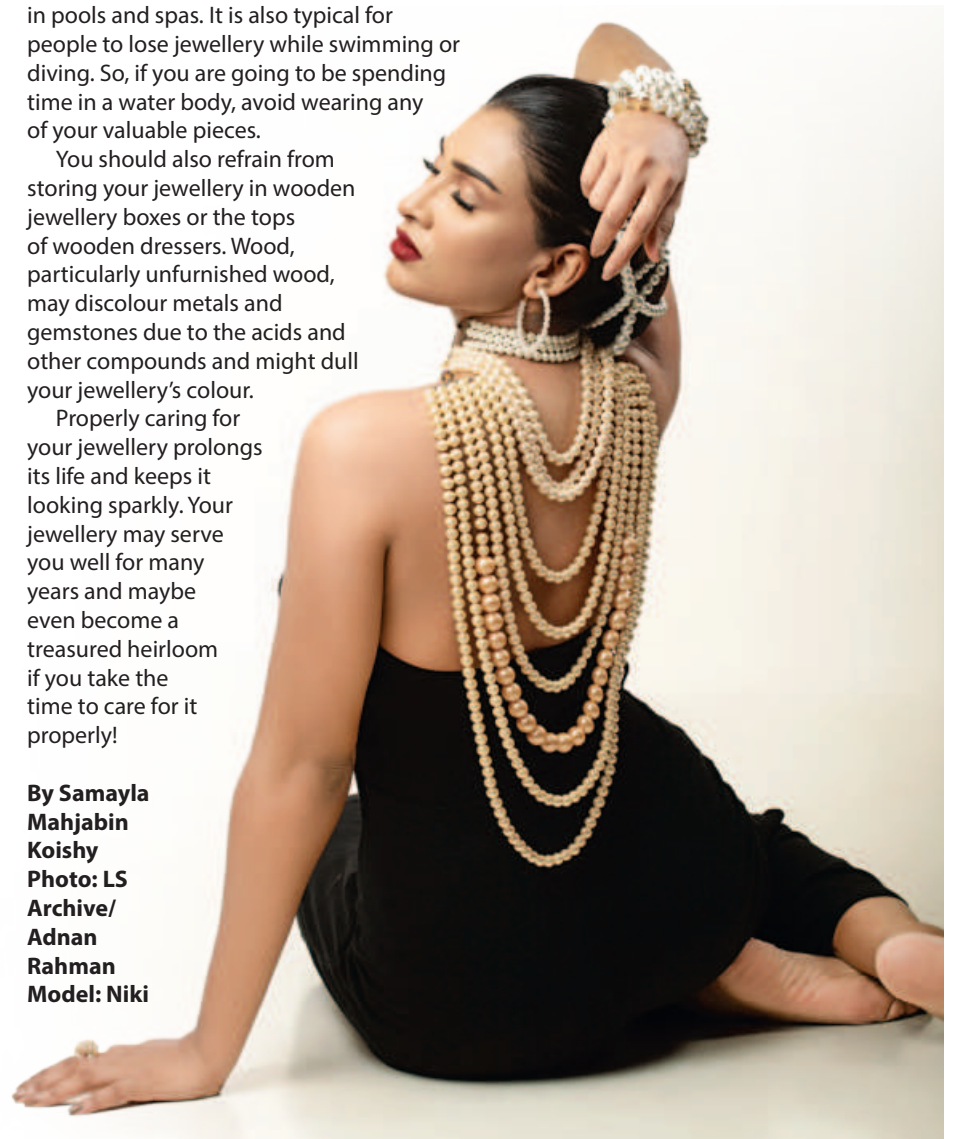 in pools and spas. It is also typical for
people to lose jewellery while swimming or
diving. So, if you are going to be spending
time in a water body, avoid wearing any
of your valuable pieces.
You should also refrain from
storing your jewellery in wooden
jewellery boxes or the tops
of wooden dressers. Wood,
particularly unfurnished wood,
may discolour metals and
gemstones due to the acids and
other compounds and might dull
your jewellery’s colour.
Properly caring for
your jewellery prolongs
its life and keeps it
looking sparkly. Your
jewellery may serve
you well for many
years and maybe
even become a
treasured heirloom
if you take the
time to care for it
properly!
By Samayla
Mahjabin
Koishy
Photo: LS
Archive/
Adnan
Rahman
Model: Niki